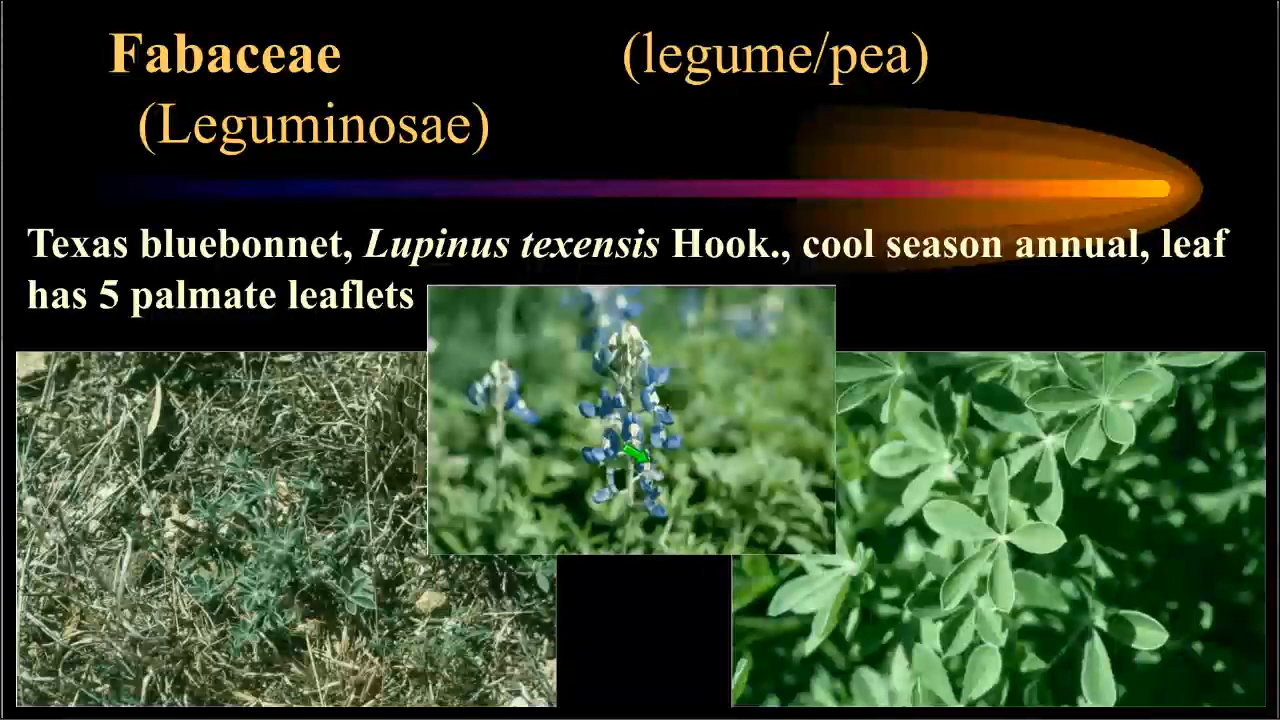 Fabaceae (legume/pea)
(Leguminosae)
Texas bluebonnet, Lupinus texensis Hook., cool season annual, leaf
has 5 palmate leaflets